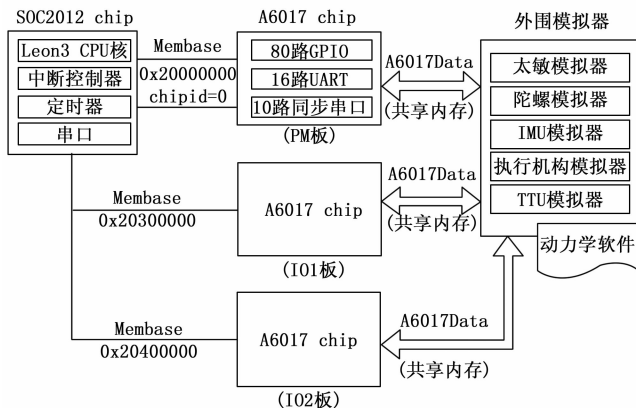 SOC2012 chip
Leon3 CPU核
中断控制器
定时器
串口
Membase
0x20000000
chipid=0
A6017 chip
80路GPIO
16路UART
10路同步串口
(PM板)
A6017Data
(共享内存)
外围模拟器
太敏模拟器
陀螺模拟器
IMU模拟器
执行机构模拟器
TTU模拟器
动力学软件
Membase
0x20300000
A6017 chip
(IO1板)
A6017Data
(共享内存)
Membase
0x20400000
A6017 chip
(IO2板)
A6017Data
(共享内存)